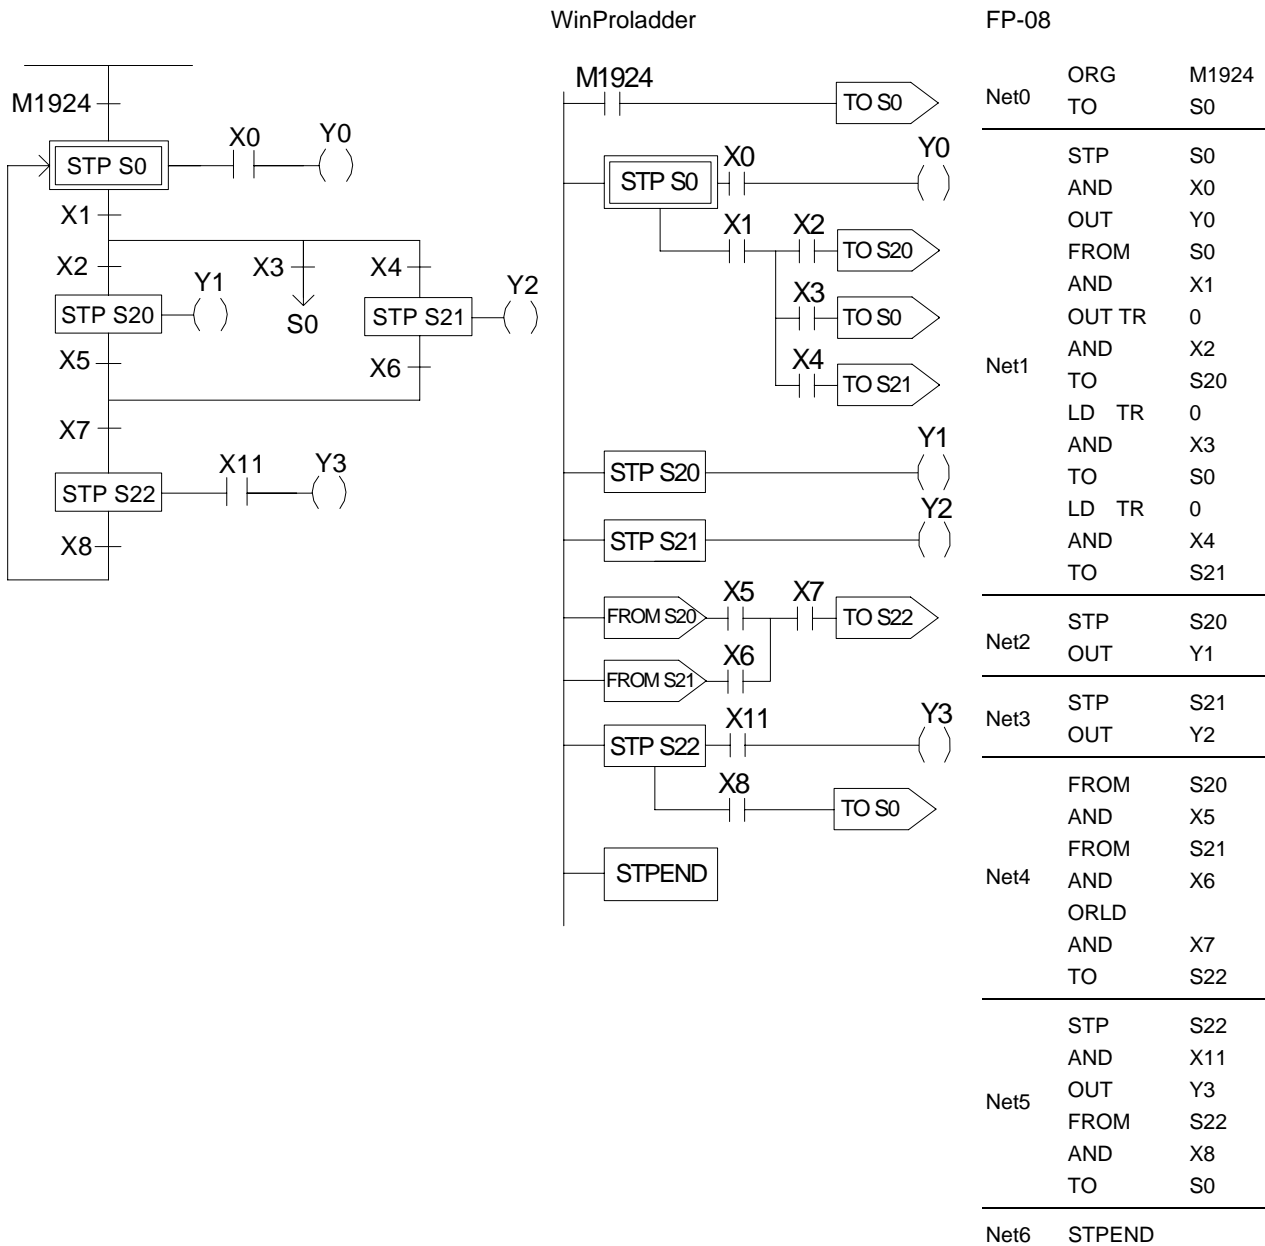 WinProladder
FP-08
M1924
STP S0
X0
Y0
X1
X2
X3
X4
STP S20
Y1
S0
STP S21
Y2
X5
X6
X7
STP S22
X11
Y3
X8
M1924
TO S0
STP S0
X0
Y0
X1
X2
TO S20
X3
TO S0
X4
TO S21
STP S20
Y1
STP S21
Y2
FROM S20
X5
X7
TO S22
FROM S21
X6
STP S22
X11
Y3
X8
TO S0
STPEND
Net0
ORG M1924
TO S0
Net1
STP S0
AND X0
OUT Y0
FROM S0
AND X1
OUT TR 0
AND X2
TO S20
LD TR 0
AND X3
TO S0
LD TR 0
AND X4
TO S21
Net2
STP S20
OUT Y1
Net3
STP S21
OUT Y2
Net4
FROM S20
AND X5
FROM S21
AND X6
ORLD
AND X7
TO S22
Net5
STP S22
AND X11
OUT Y3
FROM S22
AND X8
TO S0
Net6 STPEND